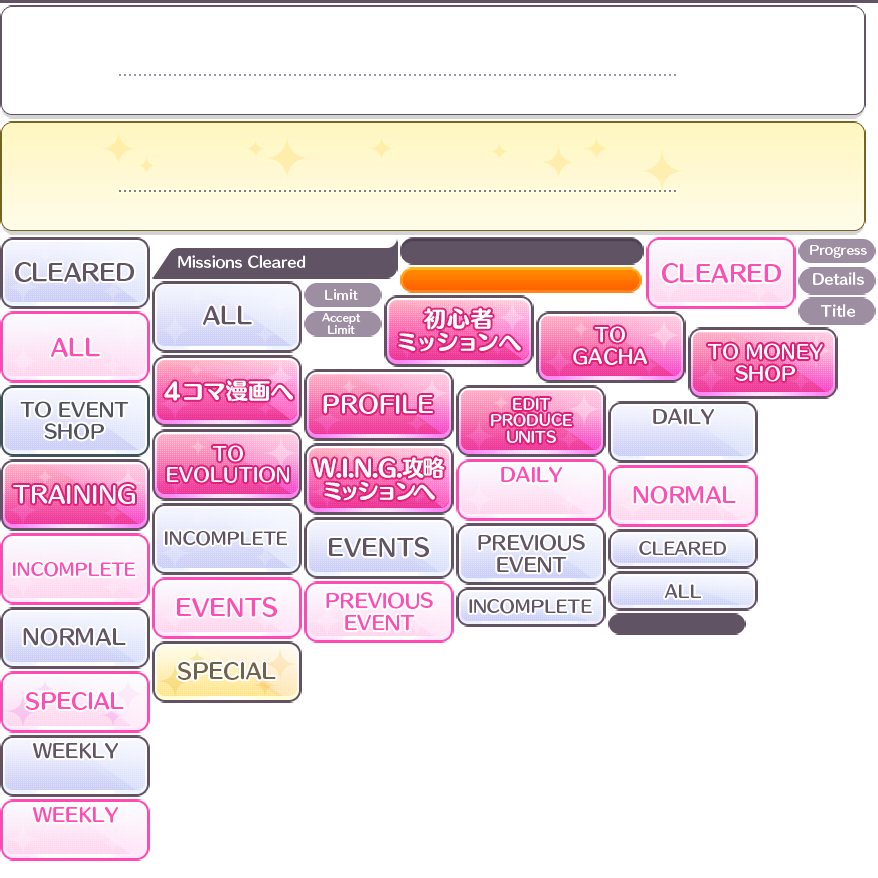 CLEARED
Missions Cleared
CLEARED
Progress
Details
Title
ALL
Limit
Accept
Limit
初心者
ミッションへ
TO
GACHA
TO MONEY
SHOP
ALL
4コマ漫画へ
PROFILE
EDIT
PRODUCE
UNITS
DAILY
TO EVENT
SHOP
TO
EVOLUTION
W.I.N.G.攻略
ミッションへ
DAILY
NORMAL
TRAINING
INCOMPLETE
EVENTS
PREVIOUS
EVENT
CLEARED
INCOMPLETE
EVENTS
PREVIOUS
EVENT
INCOMPLETE
ALL
NORMAL
SPECIAL
SPECIAL
WEEKLY
WEEKLY